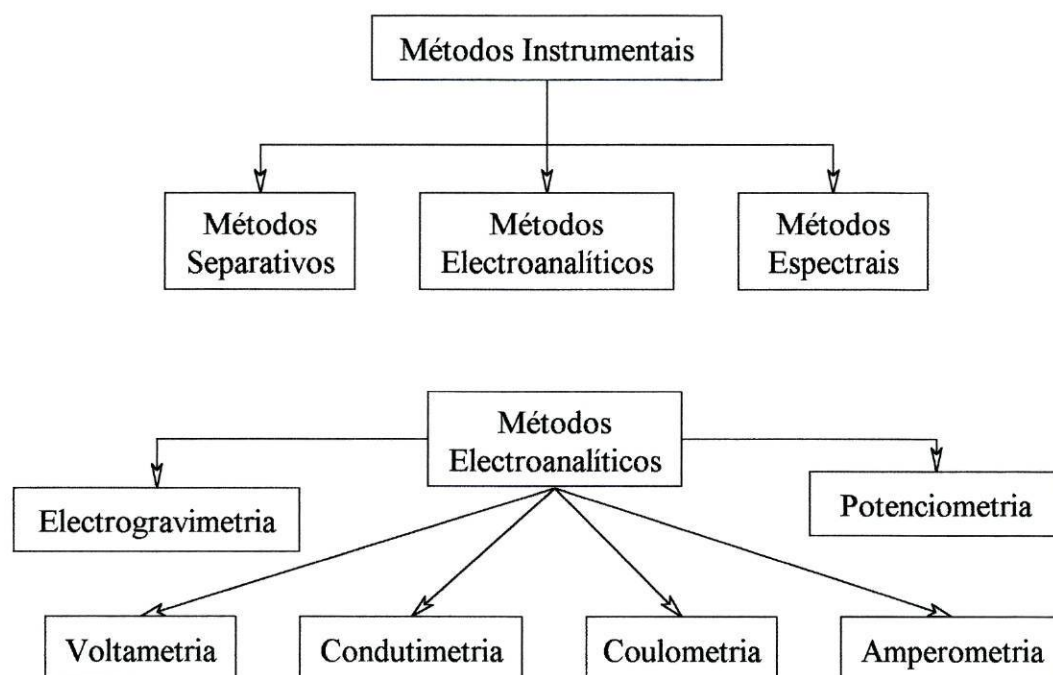 Métodos Instrumentais
Métodos
Separativos
Métodos
Electroanalíticos
Métodos
Espectrais
Métodos
Electroanalíticos
Electrogravimetria
Potenciometria
Voltametria
Condutimetria
Coulometria
Amperometria